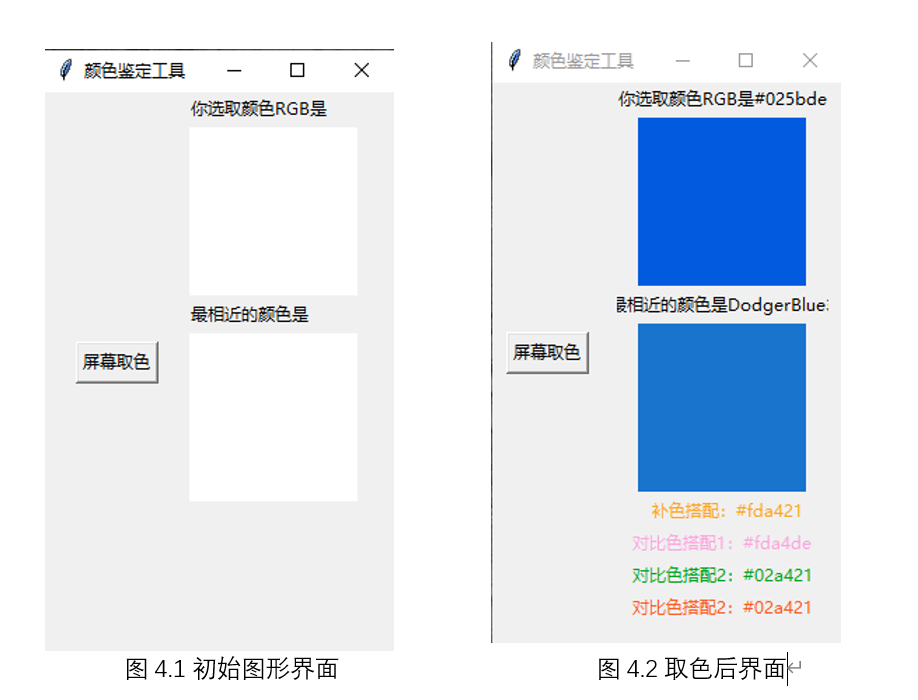 颜色鉴定工具
你选取颜色RGB是
最相近的颜色是
屏幕取色
图 4.1 初始图形界面
颜色鉴定工具
你选取颜色RGB是#025bde
最相近的颜色是DodgerBlue
屏幕取色
补色搭配：#fda421
对比色搭配1：#fda4de
对比色搭配2：#02a421
对比色搭配2：#02a421
图 4.2 取色后界面